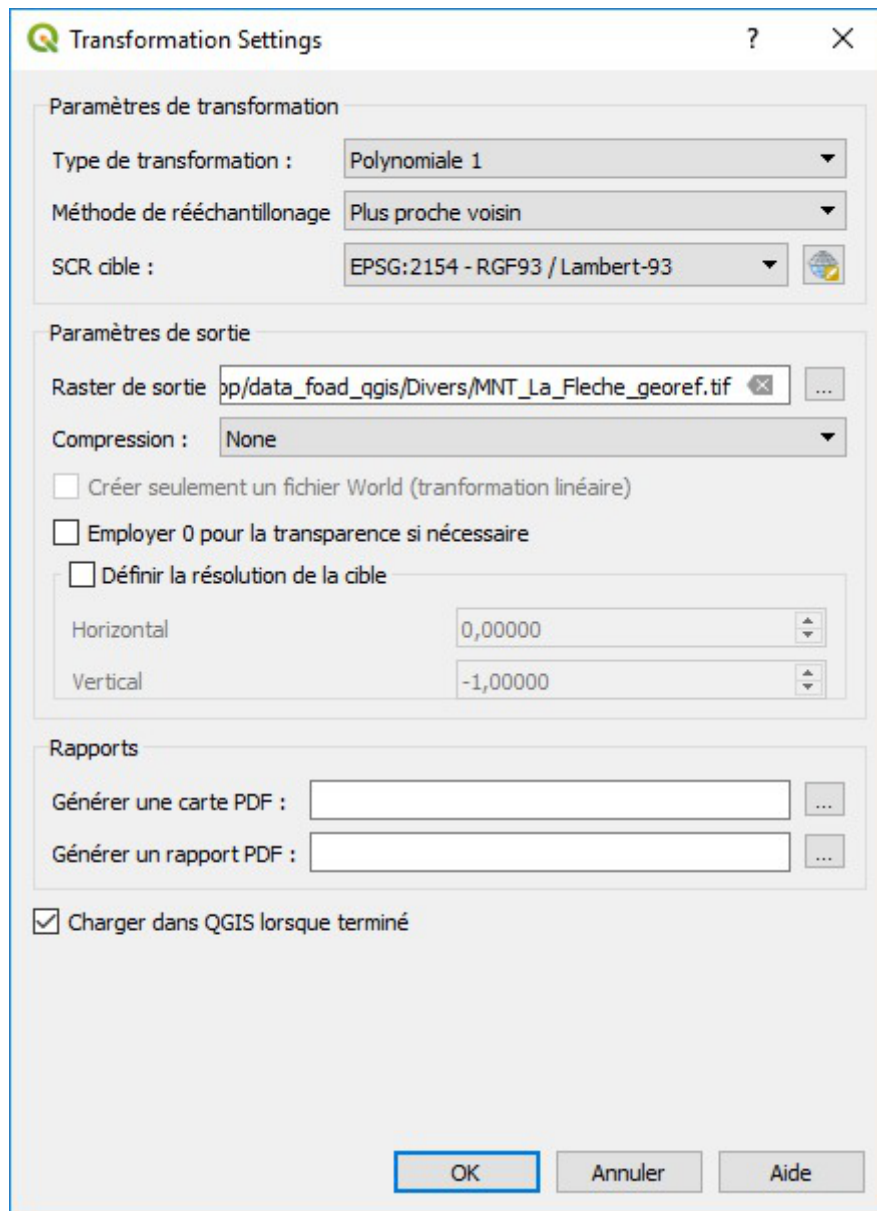 Transformation Settings ? X
Paramètres de transformation
Type de transformation : Polynomiale 1
Méthode de rééchantillonage Plus proche voisin
SCR cible : EPSG:2154 - RGF93 / Lambert-93
Paramètres de sortie
Raster de sortie op/data_foad_qgis/Divers/MNT_La_Fleche_georef.tif ...
Compression : None
Créer seulement un fichier World (tranformation linéaire)
Employer 0 pour la transparence si nécessaire
Définir la résolution de la cible
Horizontal 0,00000
Vertical -1,00000
Rapports
Générer une carte PDF : ...
Générer un rapport PDF : ...
Charger dans QGIS lorsque terminé
OK Annuler Aide